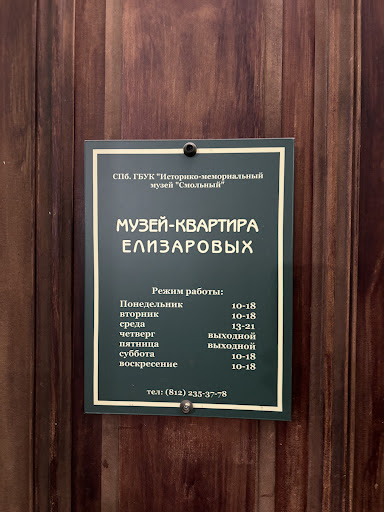 СПб. ГБУК "Историко-мемориальный
музей "Смольный"
МУЗЕЙ-КВАРТИРА
ЕЛИЗАРОВЫХ
Режим работы:
Понедельник 10-18
вторник 10-18
среда 13-21
четверг выходной
пятница выходной
суббота 10-18
воскресение 10-18
тел: (812) 235-37-78